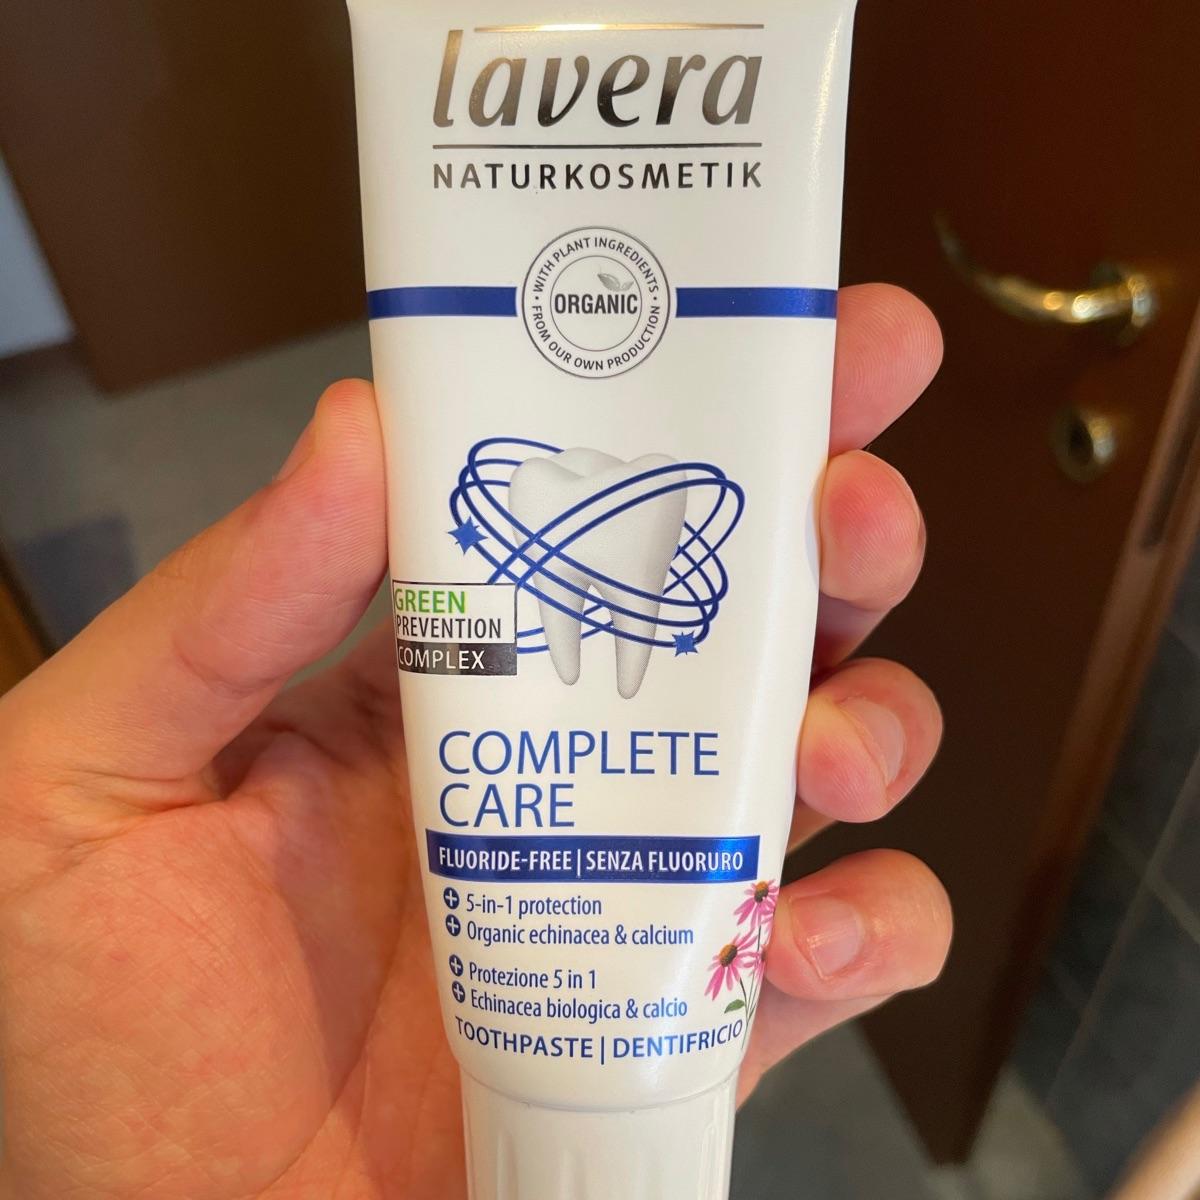 lavera
NATURKOSMETIK
WITH PLANT INGREDIENTS
ORGANIC
FROM OUR OWN PRODUCTION
GREEN
PREVENTION
COMPLEX
COMPLETE
CARE
FLUORIDE-FREE | SENZA FLUORURO
5-in-1 protection
Organic echinacea & calcium
Protezione 5 in 1
Echinacea biologica & calcio
TOOTHPASTE | DENTIFRICIO